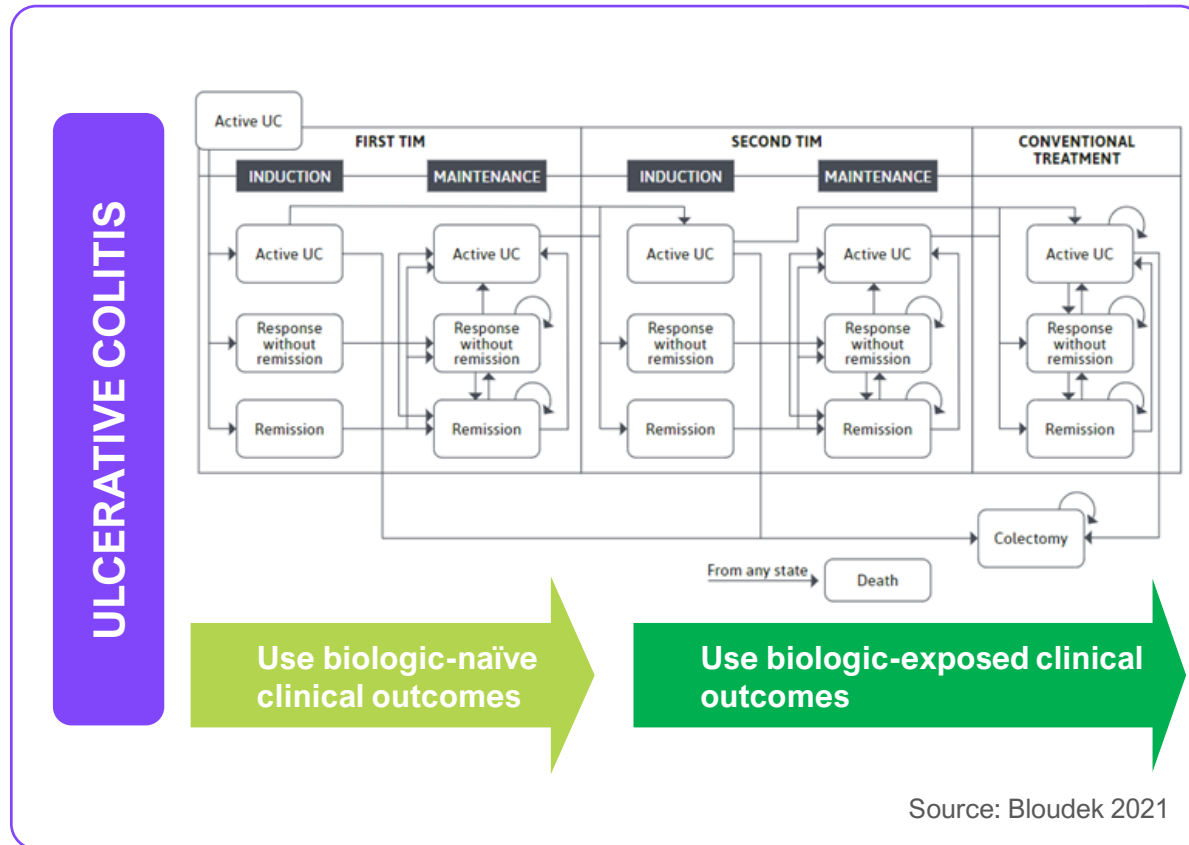 ULCERATIVE COLITIS
Active UC
FIRST TIM
SECOND TIM
CONVENTIONAL
TREATMENT
INDUCTION
MAINTENANCE
INDUCTION
MAINTENANCE
Active UC
Active UC
Active UC
Active UC
Active UC
Response
without
remission
Response
without
remission
Response
without
remission
Response
without
remission
Response
without
remission
Remission
Remission
Remission
Remission
Remission
Colectomy
From any state
Death
Use biologic-naïve
clinical outcomes
Use biologic-exposed clinical
outcomes
Source: Bloudek 2021